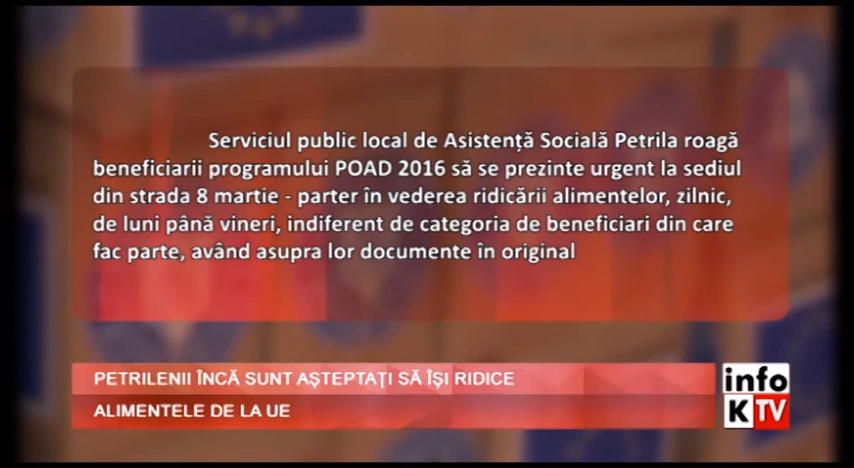 Serviciul public local de Asistență Socială Petrila roagă
beneficiarii programului POAD 2016 să se prezinte urgent la sediul
din strada 8 martie - parter în vederea ridicării alimentelor, zilnic,
de luni până vineri, indiferent de categoria de beneficiari din care
fac parte, având asupra lor documente în original
PETRILENII ÎNCĂ SUNT AȘTEPTAȚI SĂ ÎȘI RIDICE
ALIMENTELE DE LA UE
info
K TV